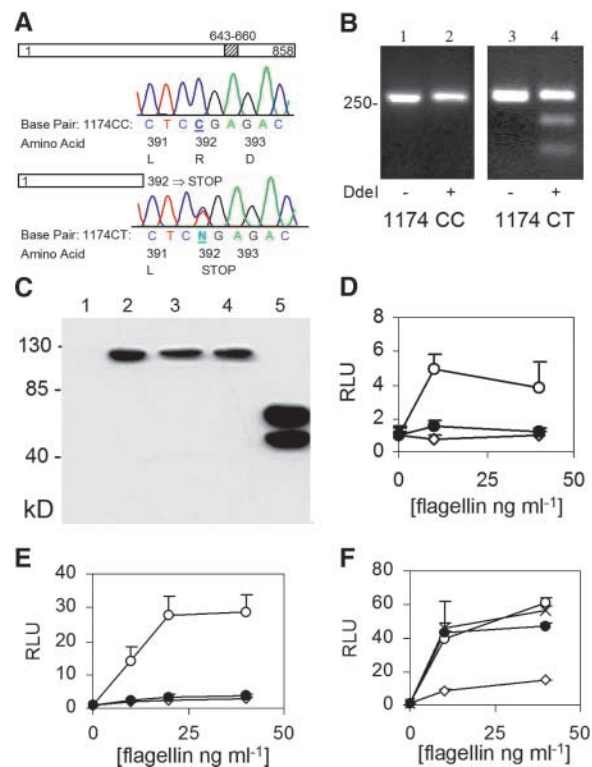 A
643-660
1 858
Base Pair: 1174CC: C T C C G A G A C
Amino Acid 391 392 393
L R D
1 392 ⇒ STOP
Base Pair: 1174CT: C T C N G A G A C
Amino Acid 391 392 393
L STOP
B
1 2 3 4
250-
DdeI - + - +
1174 CC 1174 CT
C
1 2 3 4 5
130 -
85 -
40 -
kD
D
8
6
4
2
0
RLU
0 25 50
[flagellin ng ml-1]
E
40
30
20
10
0
RLU
0 25 50
[flagellin ng ml-1]
F
80
60
40
20
0
RLU
0 25 50
[flagellin ng ml-1]